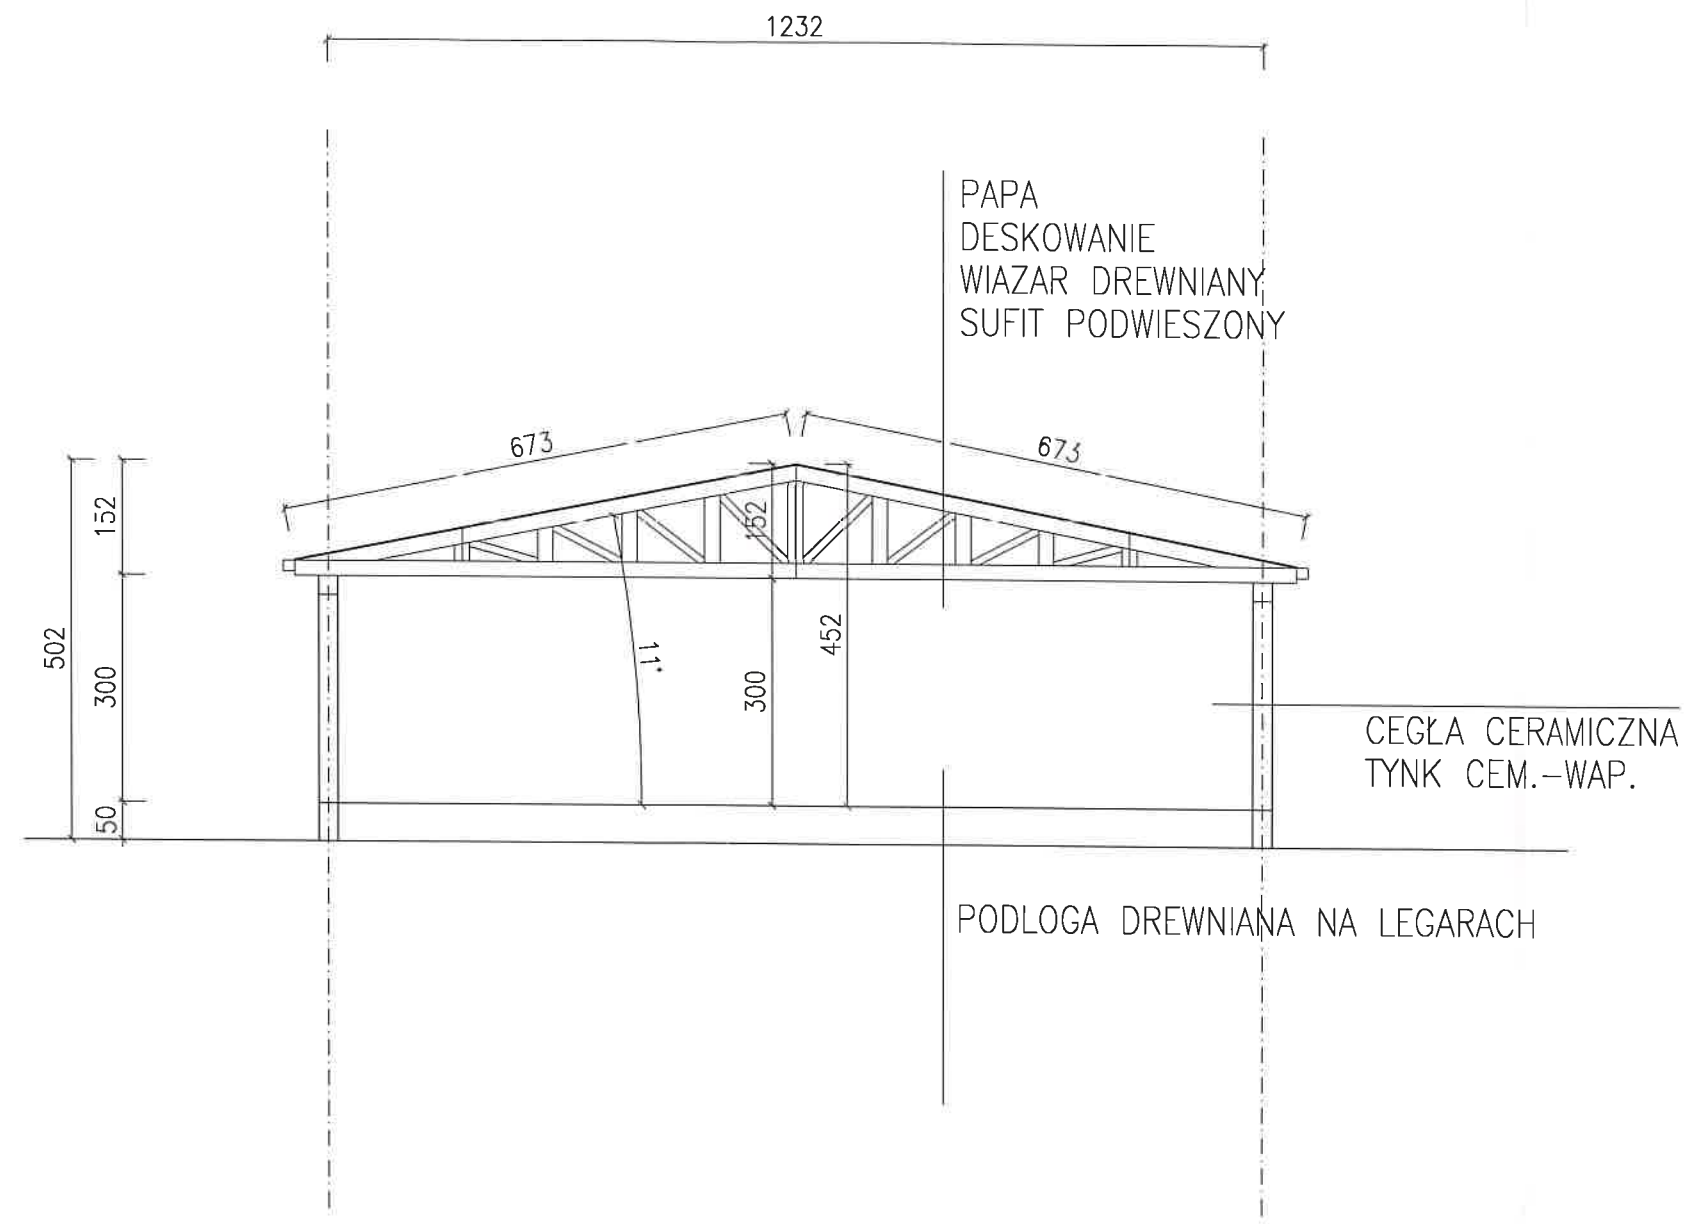 1232
PAPA
DESKOWANIE
WIAZAR DREWNIANY
SUFIT PODWIESZONY
673
673
152
152
502
300
11°
300
452
50
CEGŁA CERAMICZNA
TYNK CEM.-WAP.
PODLOGA DREWNIANA NA LEGARACH